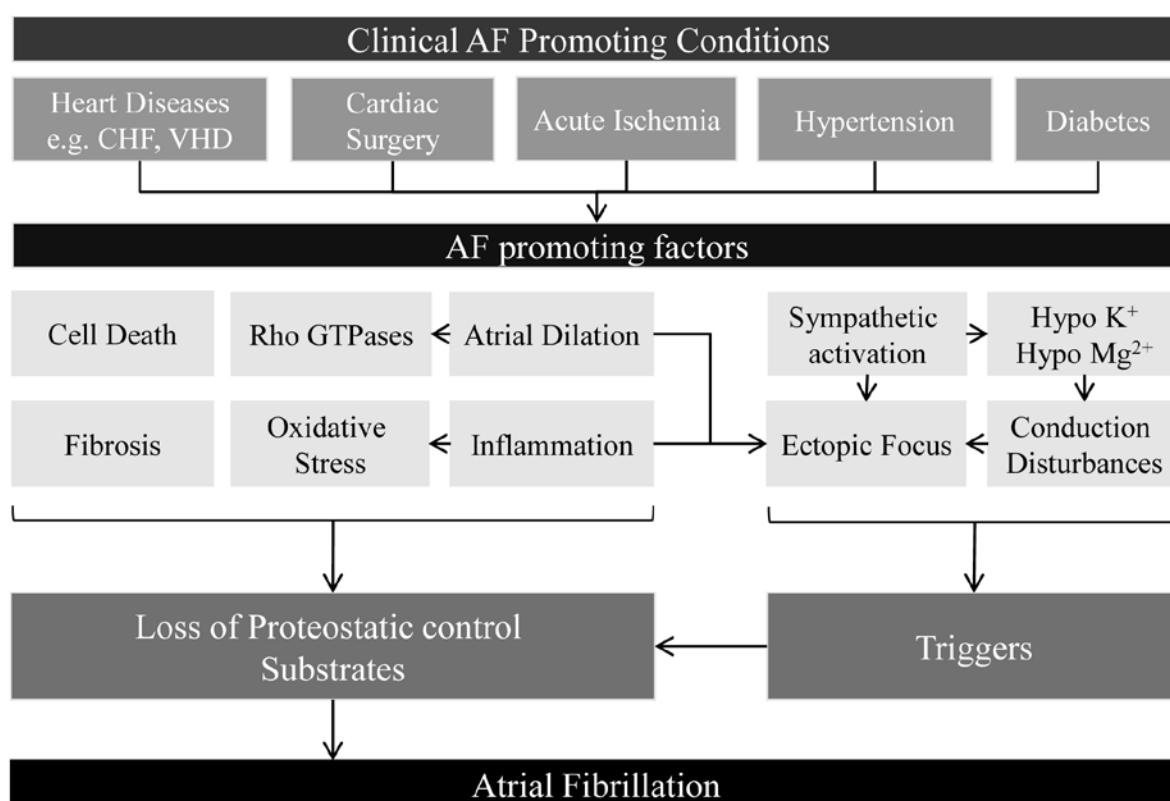 Clinical AF Promoting Conditions
Heart Diseases
e.g. CHF, VHD
Cardiac
Surgery
Acute Ischemia
Hypertension
Diabetes
AF promoting factors
Cell Death
Rho GTPases
Atrial Dilation
Sympathetic
activation
Hypo K⁺
Hypo Mg²⁺
Fibrosis
Oxidative
Stress
Inflammation
Ectopic Focus
Conduction
Disturbances
Loss of Proteostatic control
Substrates
Triggers
Atrial Fibrillation